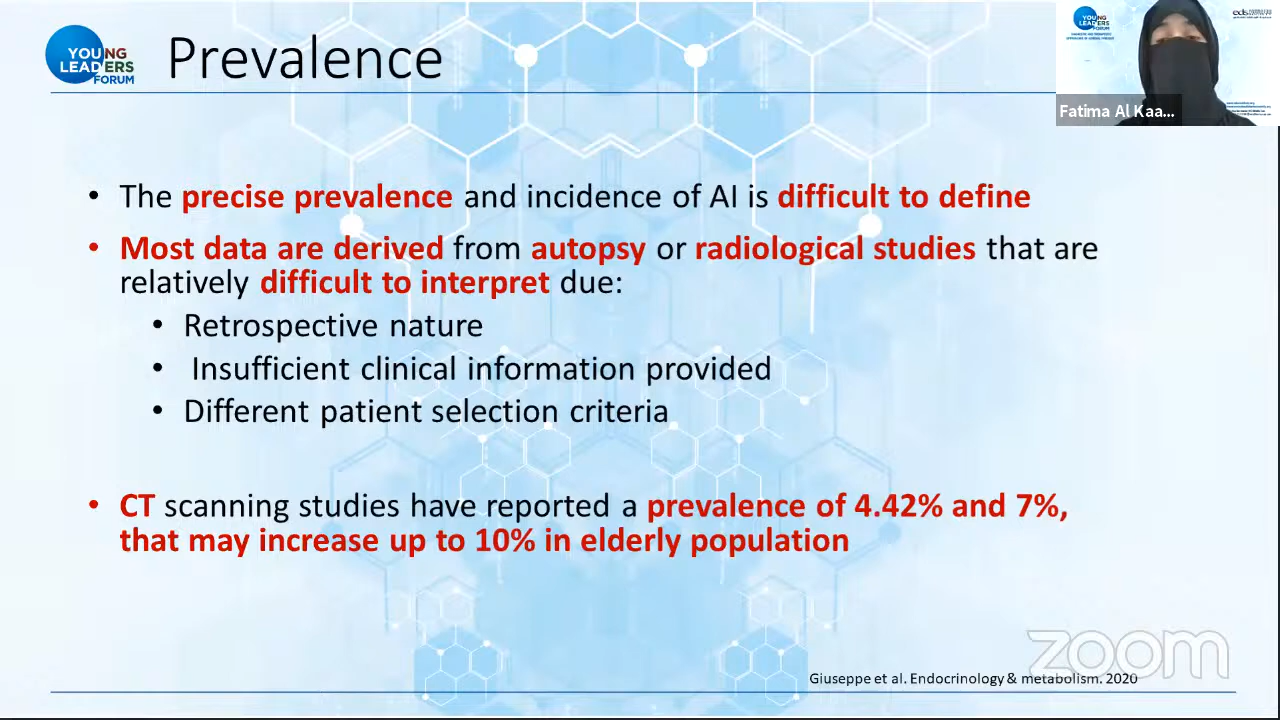 YOUNG
LEADERS
FORUM
Prevalence
YOUNG
LEADERS
FORUM
Fatima Al Kaa...
• The precise prevalence and incidence of AI is difficult to define
• Most data are derived from autopsy or radiological studies that are
relatively difficult to interpret due:
• Retrospective nature
• Insufficient clinical information provided
• Different patient selection criteria
• CT scanning studies have reported a prevalence of 4.42% and 7%,
that may increase up to 10% in elderly population
zoom
Giuseppe et al. Endocrinology & metabolism. 2020